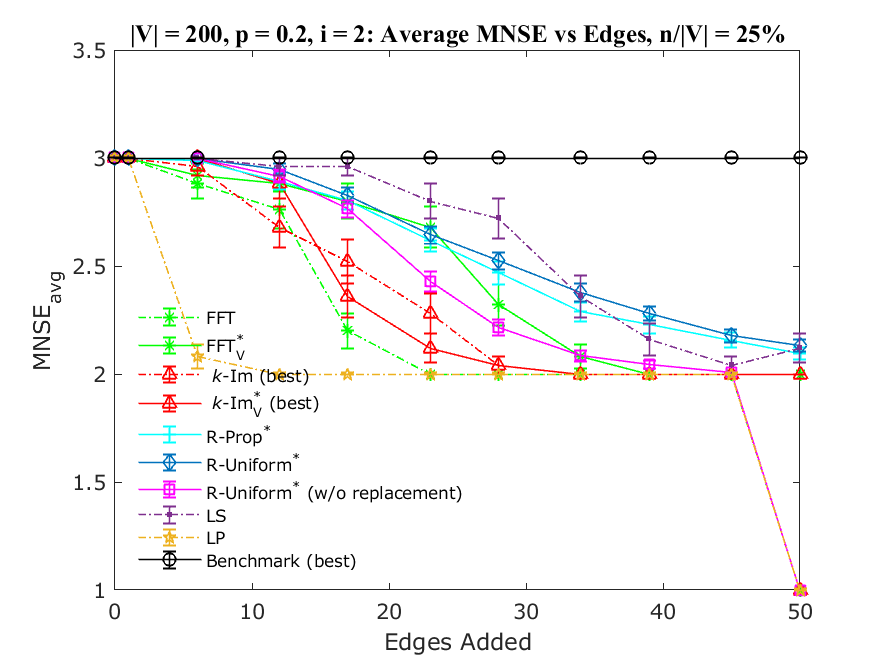 |V| = 200, p = 0.2, i = 2: Average MNSE vs Edges, n/|V| = 25%
3.5
3
2.5
2
1.5
1
MNSE_avg
FFT
FFT*_V
k-Im (best)
k-Im*_V (best)
R-Prop*
R-Uniform*
R-Uniform* (w/o replacement)
LS
LP
Benchmark (best)
0 10 20 30 40 50
Edges Added